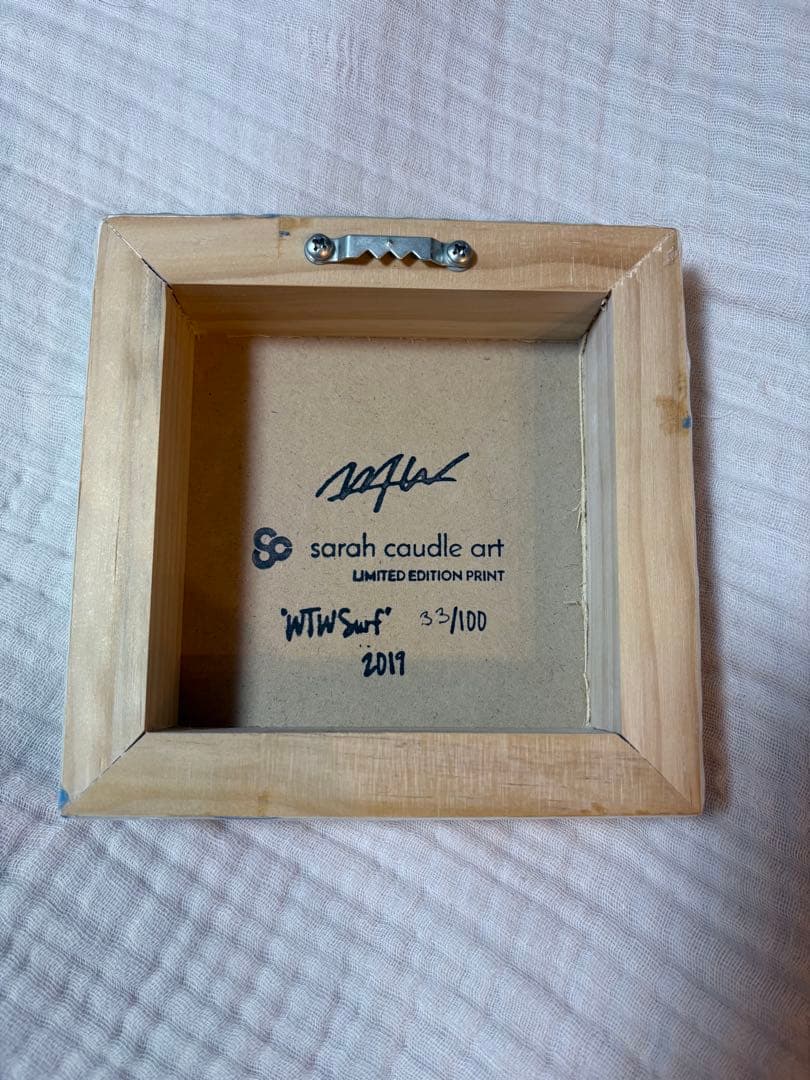 sarah caudle art
LIMITED EDITION PRINT
"WTWSurf" 33/100
2019